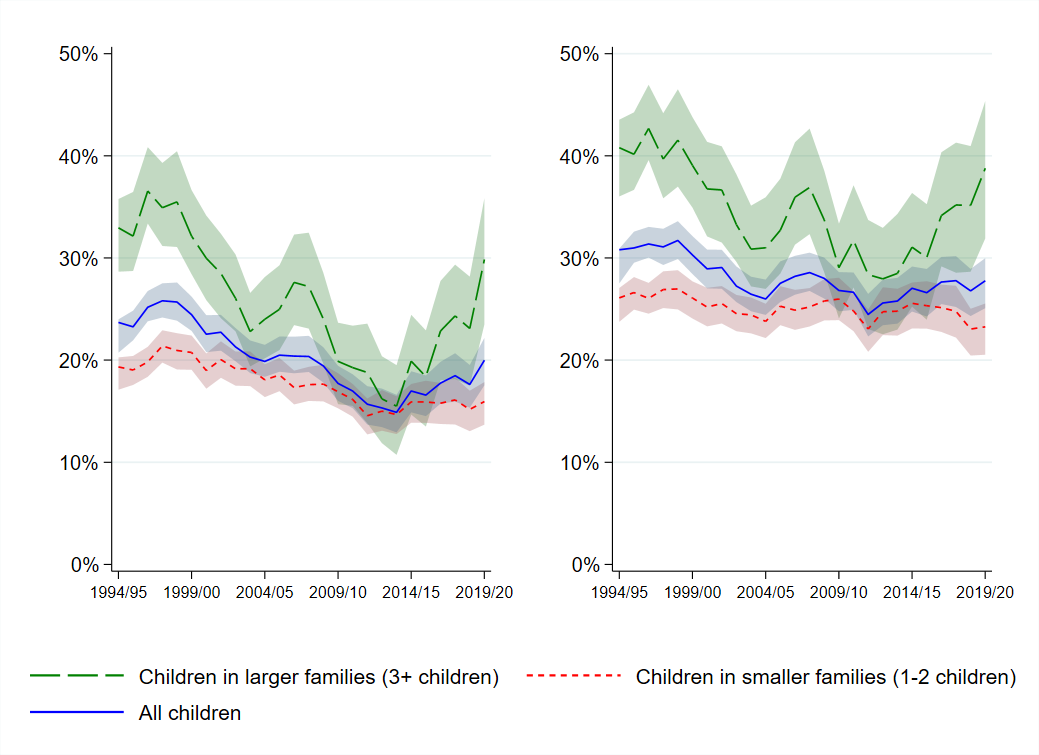 50%
40%
30%
20%
10%
0%
1994/95 1999/00 2004/05 2009/10 2014/15 2019/20
50%
40%
30%
20%
10%
0%
1994/95 1999/00 2004/05 2009/10 2014/15 2019/20
Children in larger families (3+ children)
Children in smaller families (1-2 children)
All children